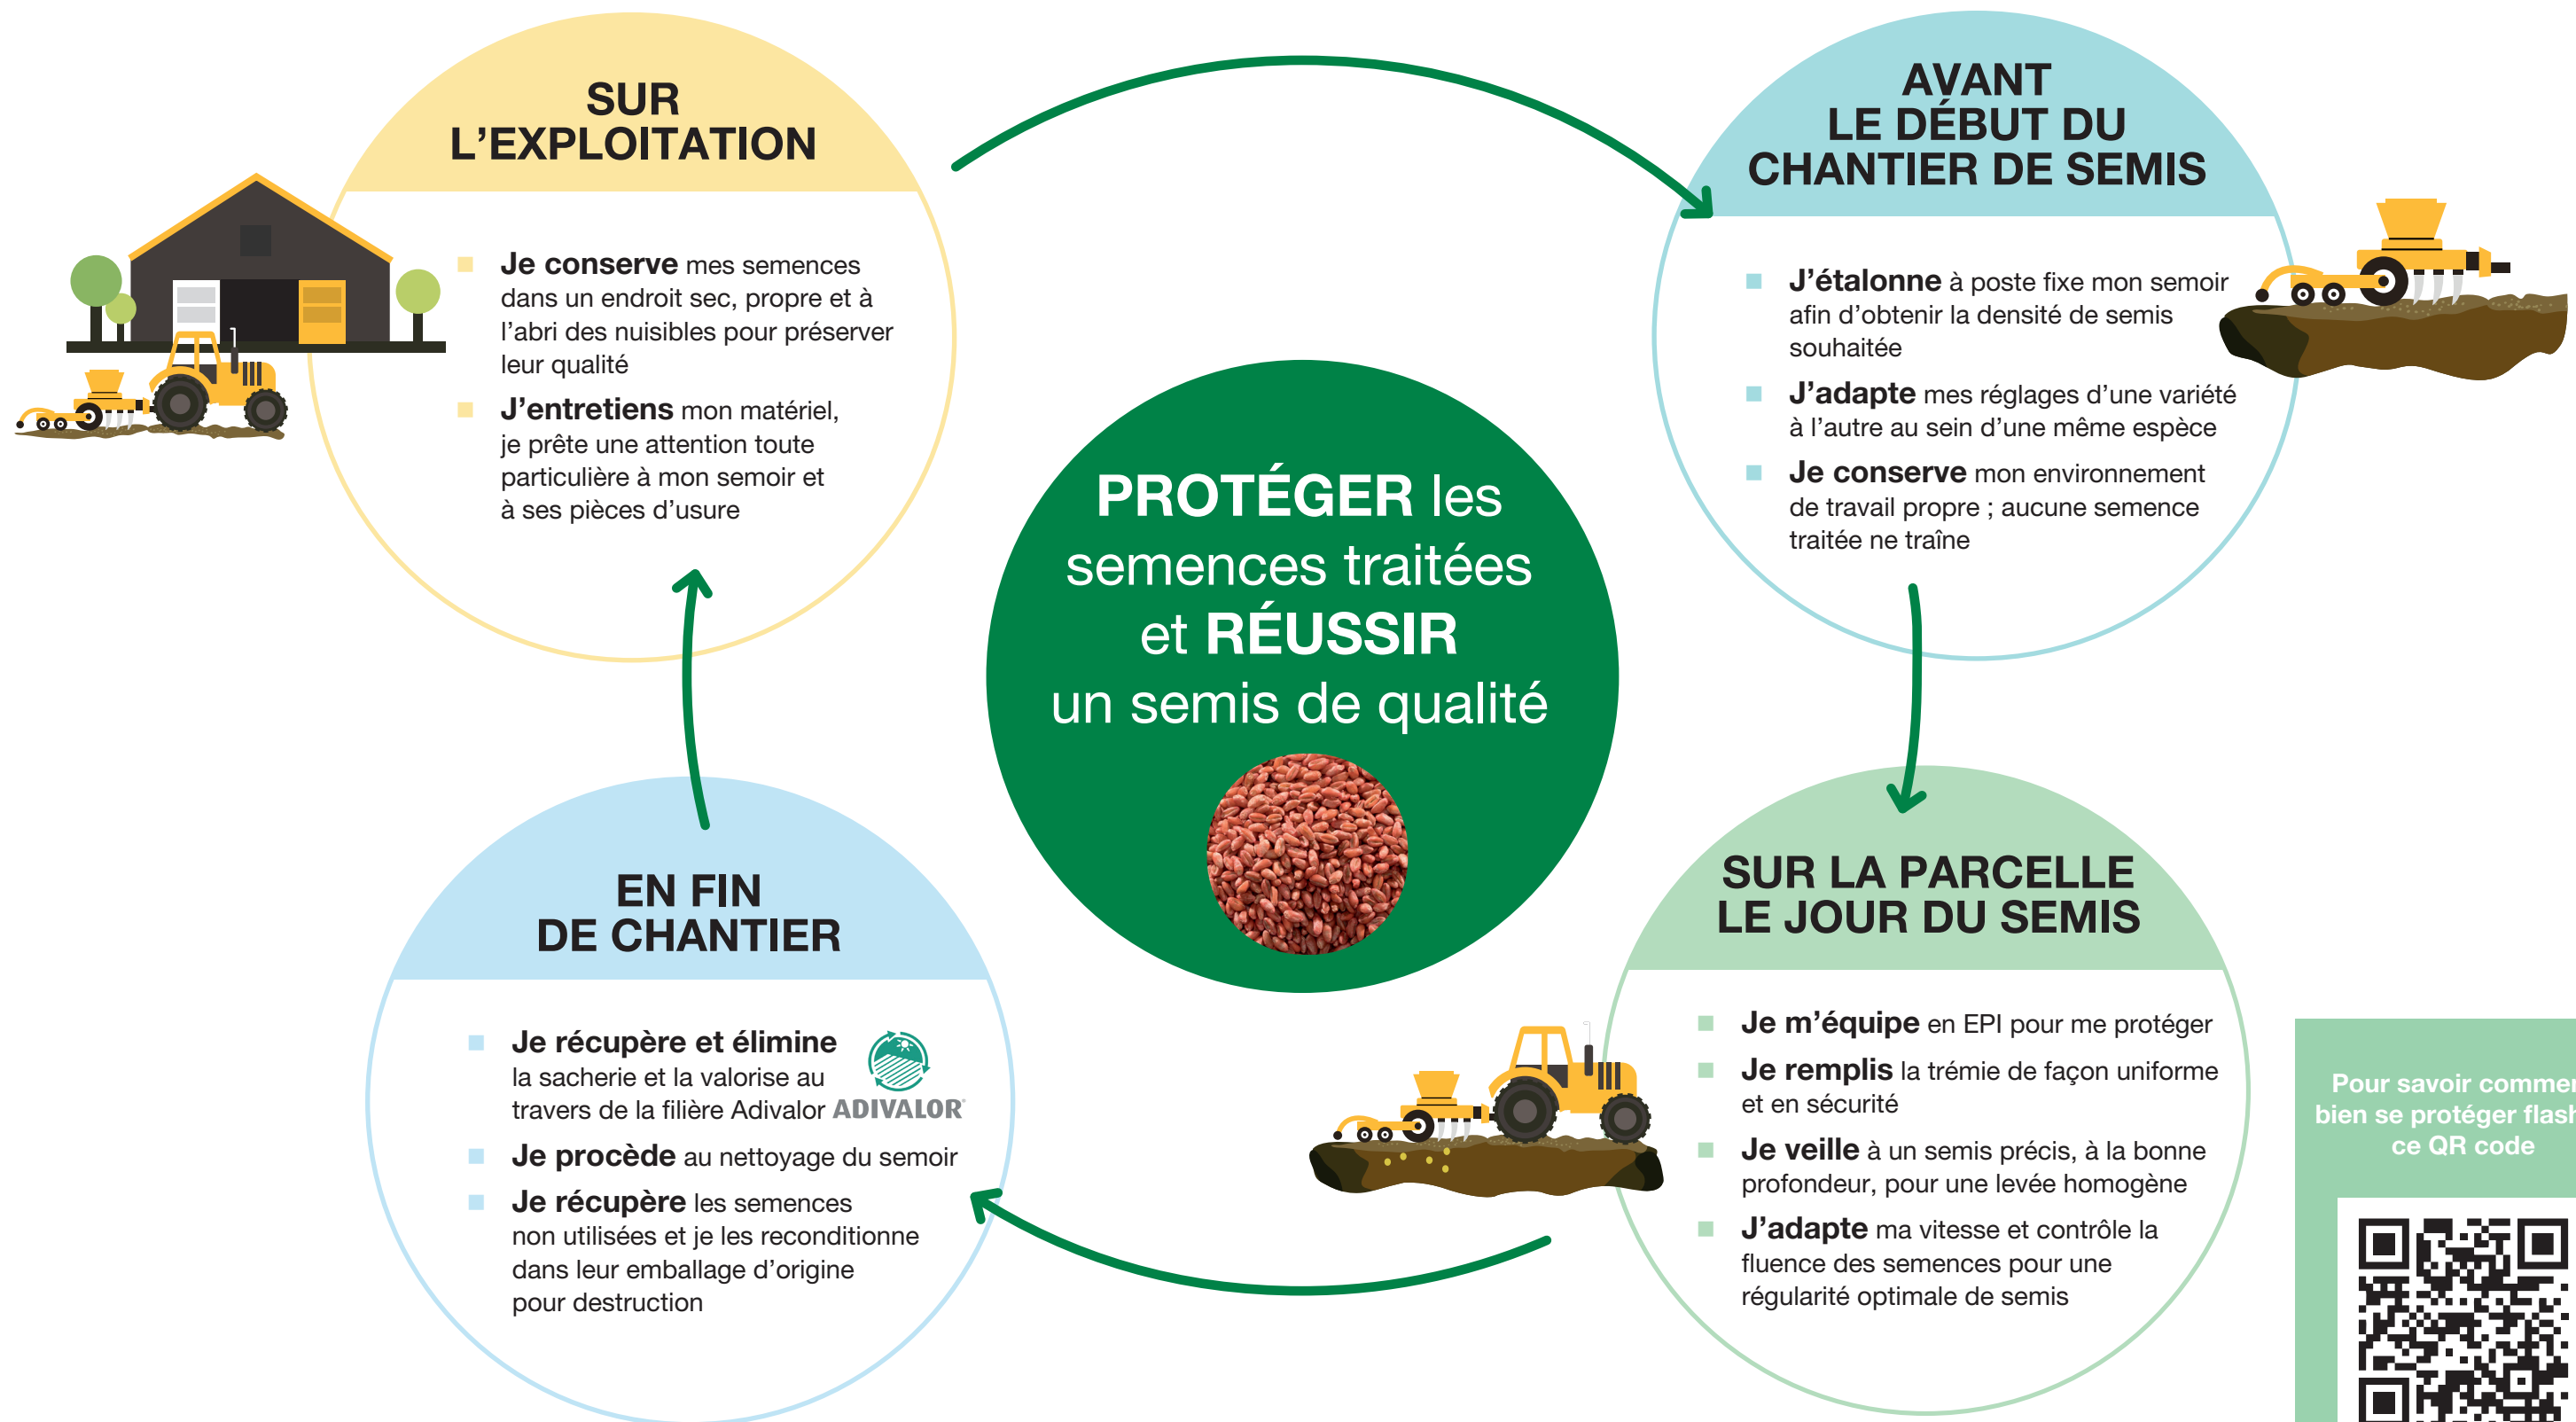 SUR
L'EXPLOITATION
Je conserve mes semences
dans un endroit sec, propre et à
l'abri des nuisibles pour préserver
leur qualité
J'entretiens mon matériel,
je prête une attention toute
particulière à mon semoir et
à ses pièces d'usure
AVANT
LE DÉBUT DU
CHANTIER DE SEMIS
J'étalonne à poste fixe mon semoir
afin d'obtenir la densité de semis
souhaitée
J'adapte mes réglages d'une variété
à l'autre au sein d'une même espèce
Je conserve mon environnement
de travail propre ; aucune semence
traitée ne traîne
PROTÉGER les
semences traitées
et RÉUSSIR
un semis de qualité
SUR LA PARCELLE
LE JOUR DU SEMIS
Je m'équipe en EPI pour me protéger
Je remplis la trémie de façon uniforme
et en sécurité
Je veille à un semis précis, à la bonne
profondeur, pour une levée homogène
J'adapte ma vitesse et contrôle la
fluence des semences pour une
régularité optimale de semis
EN FIN
DE CHANTIER
Je récupère et élimine
la sacherie et la valorise au
travers de la filière Adivalor
ADIVALOR
Je procède au nettoyage du semoir
Je récupère les semences
non utilisées et je les reconditionne
dans leur emballage d'origine
pour destruction
Pour savoir
bien se protéger
ce QR code